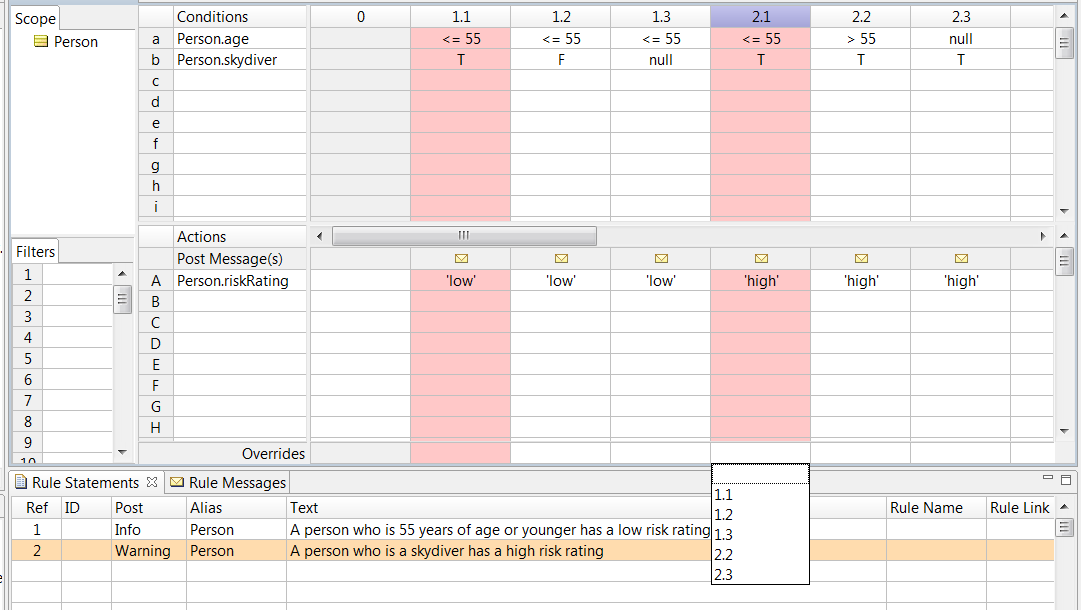 Scope
Person
Conditions 0 1.1 1.2 1.3 2.1 2.2 2.3
a Person.age <= 55 <= 55 <= 55 <= 55 > 55 null
b Person.skydiver T F null T T T
c
d
e
f
g
h
i
Filters
1
2
3
4
5
6
7
8
9
10
Actions
Post Message(s)
A Person.riskRating 'low' 'low' 'low' 'high' 'high' 'high'
B
C
D
E
F
G
H
Overrides
1.1
1.2
1.3
2.2
2.3
Rule Statements Rule Messages
Ref ID Post Alias Text Rule Name Rule Link
1 Info Person A person who is 55 years of age or younger has a low risk rating
2 Warning Person A person who is a skydiver has a high risk rating